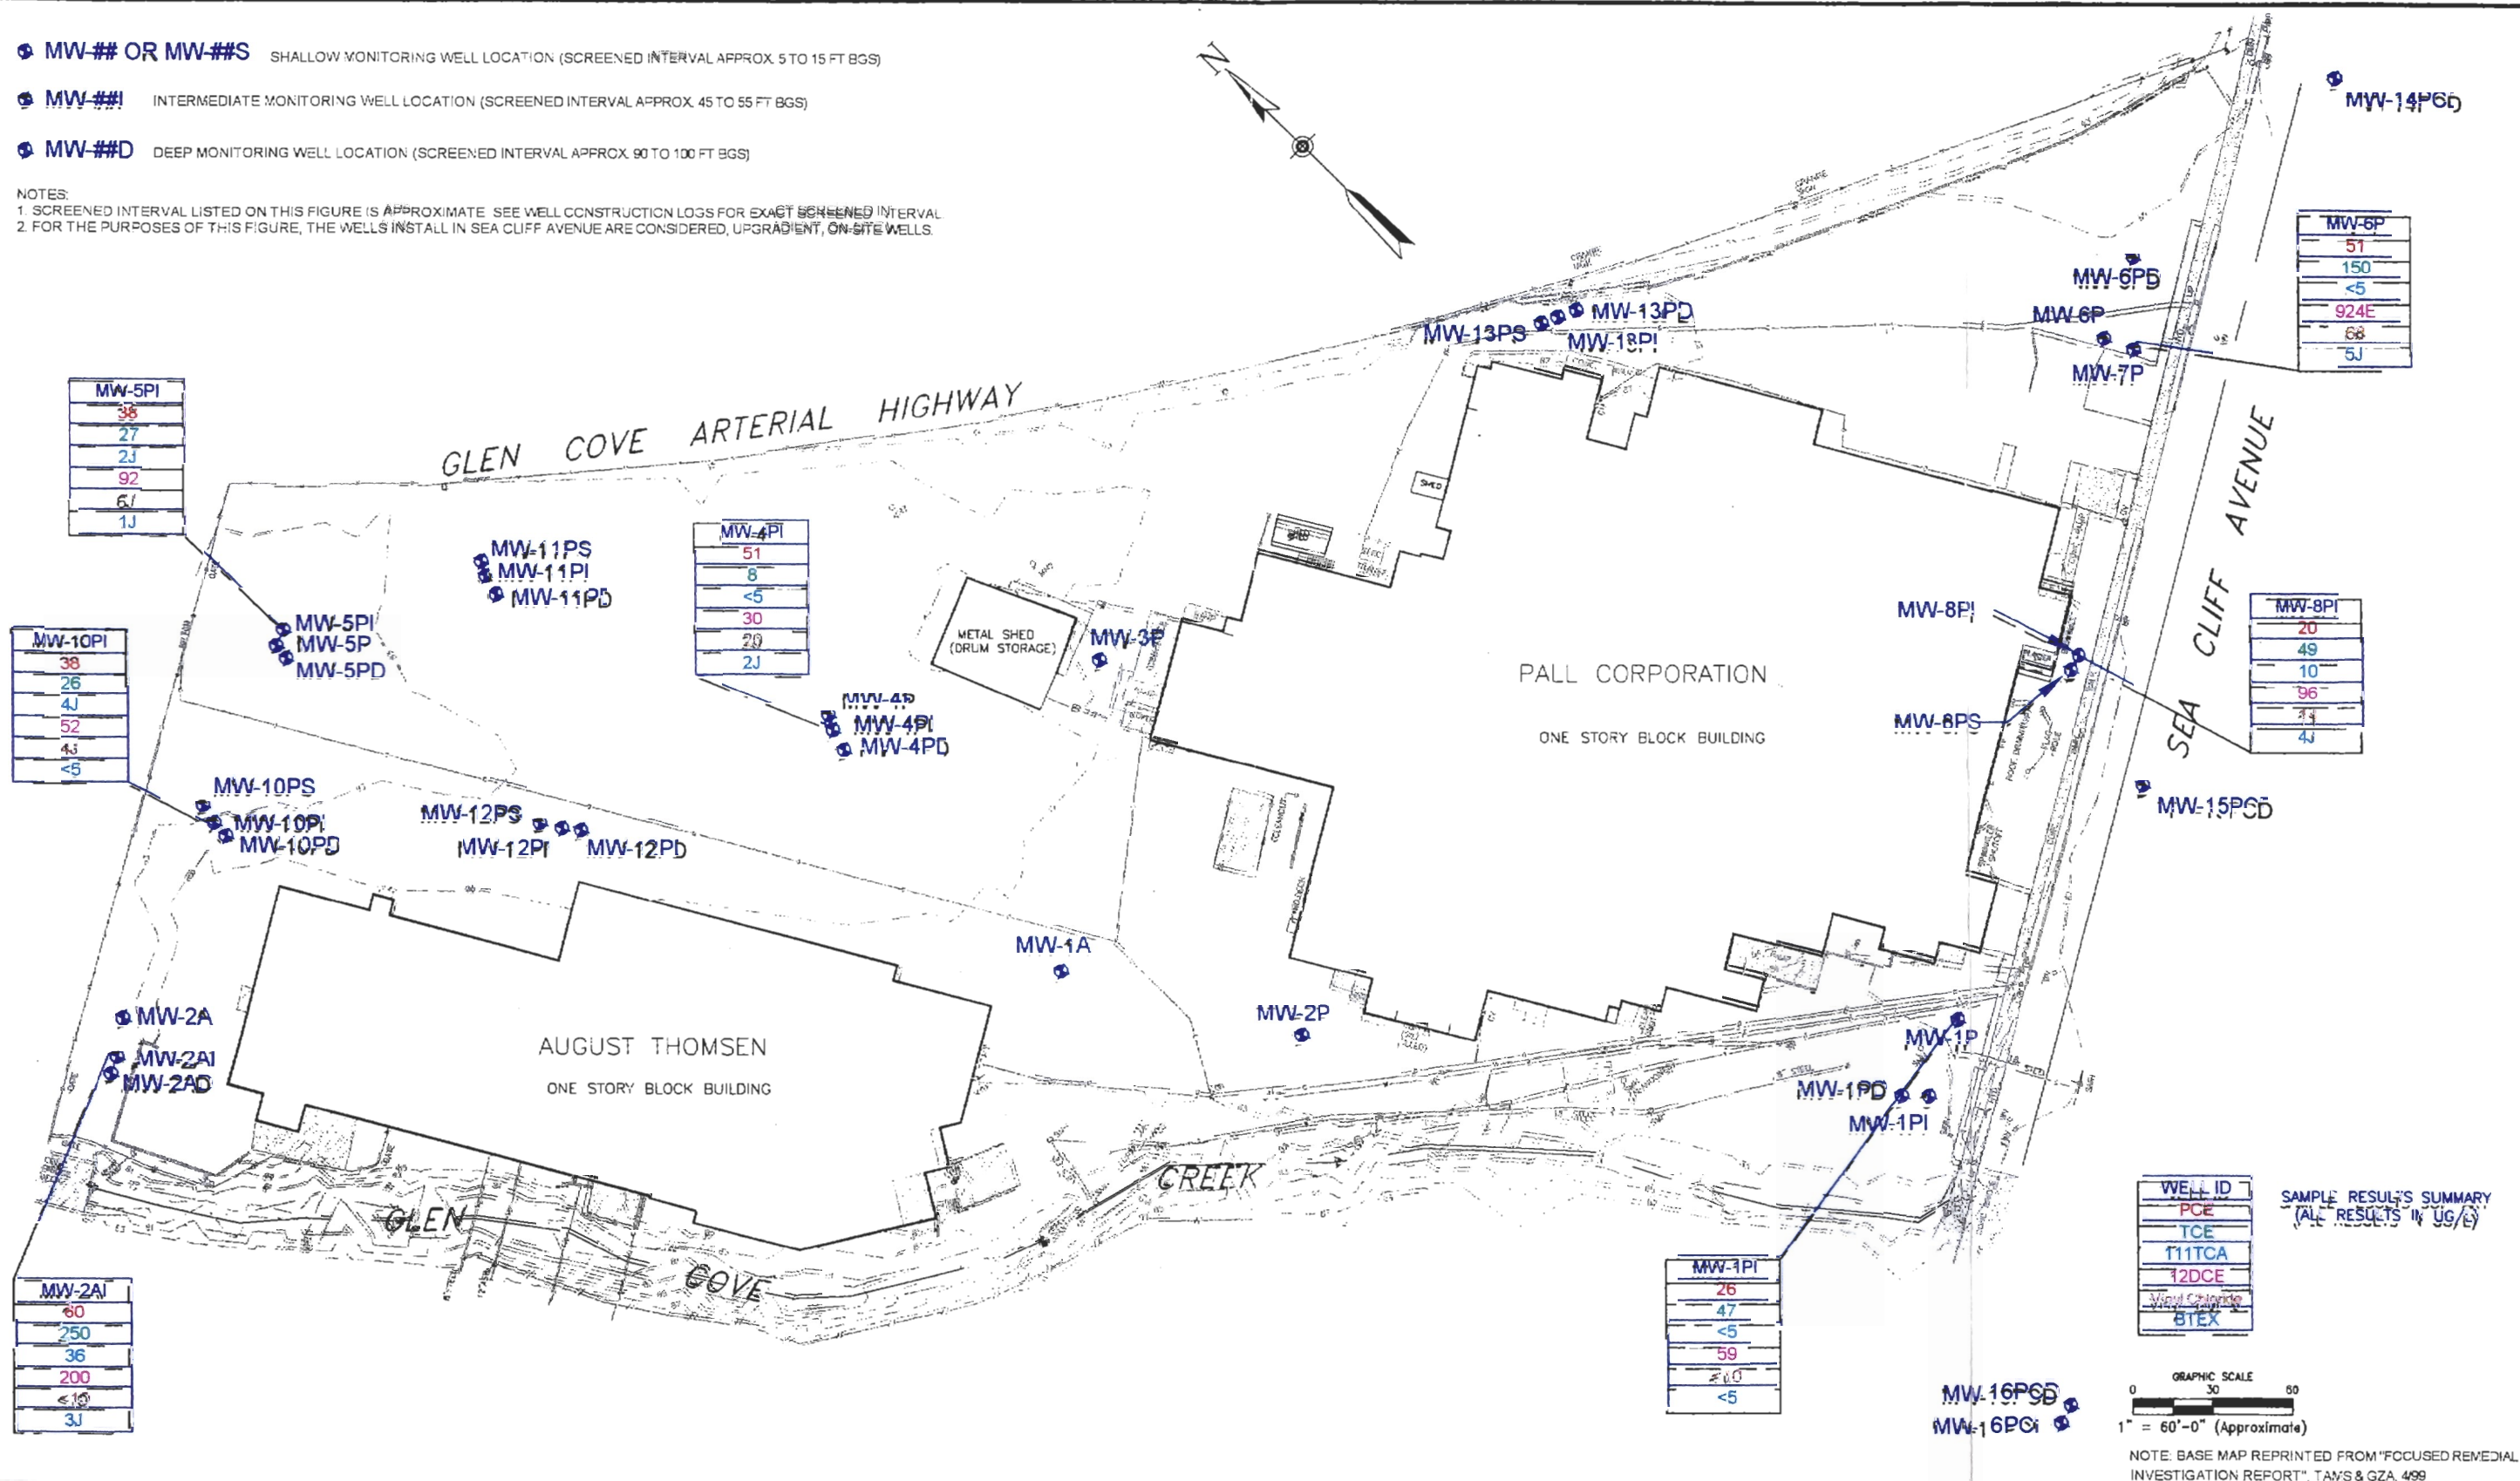 MW-## OR MW-##S SHALLOW MONITORING WELL LOCATION (SCREENED INTERVAL APPROX. 5 TO 15 FT BGS)
MW-##I INTERMEDIATE MONITORING WELL LOCATION (SCREENED INTERVAL APPROX. 45 TO 55 FT BGS)
MW-##D DEEP MONITORING WELL LOCATION (SCREENED INTERVAL APPROX. 90 TO 100 FT BGS)
NOTES:
1. SCREENED INTERVAL LISTED ON THIS FIGURE IS APPROXIMATE SEE WELL CONSTRUCTION LOGS FOR EXACT SCREENED INTERVAL
2. FOR THE PURPOSES OF THIS FIGURE, THE WELLS INSTALL IN SEA CLIFF AVENUE ARE CONSIDERED, UPGRADIENT, ON-SITE WELLS.
N
MW-14PCD
MW-6P
51
150
<5
924E
68
5J
MW-6PD
MW-6P
MW-7P
MW-13PS
MW-13PD
MW-13PI
GLEN COVE ARTERIAL HIGHWAY
SEA CLIFF AVENUE
MW-5PI
38
27
2J
92
6J
1J
MW-11PS
MW-11PI
MW-11PD
MW-4PI
51
8
<5
30
20
2J
SHED
METAL SHED
(DRUM STORAGE)
MW-3P
MW-5PI
MW-5P
MW-5PD
MW-10PI
38
26
4J
52
4J
<5
MW-4P
MW-4PI
MW-4PD
PALL CORPORATION
ONE STORY BLOCK BUILDING
MW-8PI
MW-8PS
MW-8PI
20
49
10
96
4J
MW-15PCD
MW-10PS
MW-10PI
MW-10PD
MW-12PS
MW-12PI
MW-12PD
MW-1A
MW-2P
MW-2A
MW-2AI
MW-2AD
AUGUST THOMSEN
ONE STORY BLOCK BUILDING
MW-1P
MW-1PD
MW-1PI
GLEN COVE CREEK
MW-2AI
60
250
36
200
<10
3J
MW-1PI
26
47
<5
59
<5
WELL ID
PCE
TCE
111TCA
12DCE
Vinyl Chloride
BTEX
SAMPLE RESULTS SUMMARY
(ALL RESULTS IN UG/L)
MW-16PCD
MW-16PCI
GRAPHIC SCALE
0 30 60
1" = 60'-0" (Approximate)
NOTE: BASE MAP REPRINTED FROM "FOCUSED REMEDIAL
INVESTIGATION REPORT", TAMS & GZA, 4/99